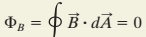 Φ_B = ∮ B⃗ · dA⃗ = 0